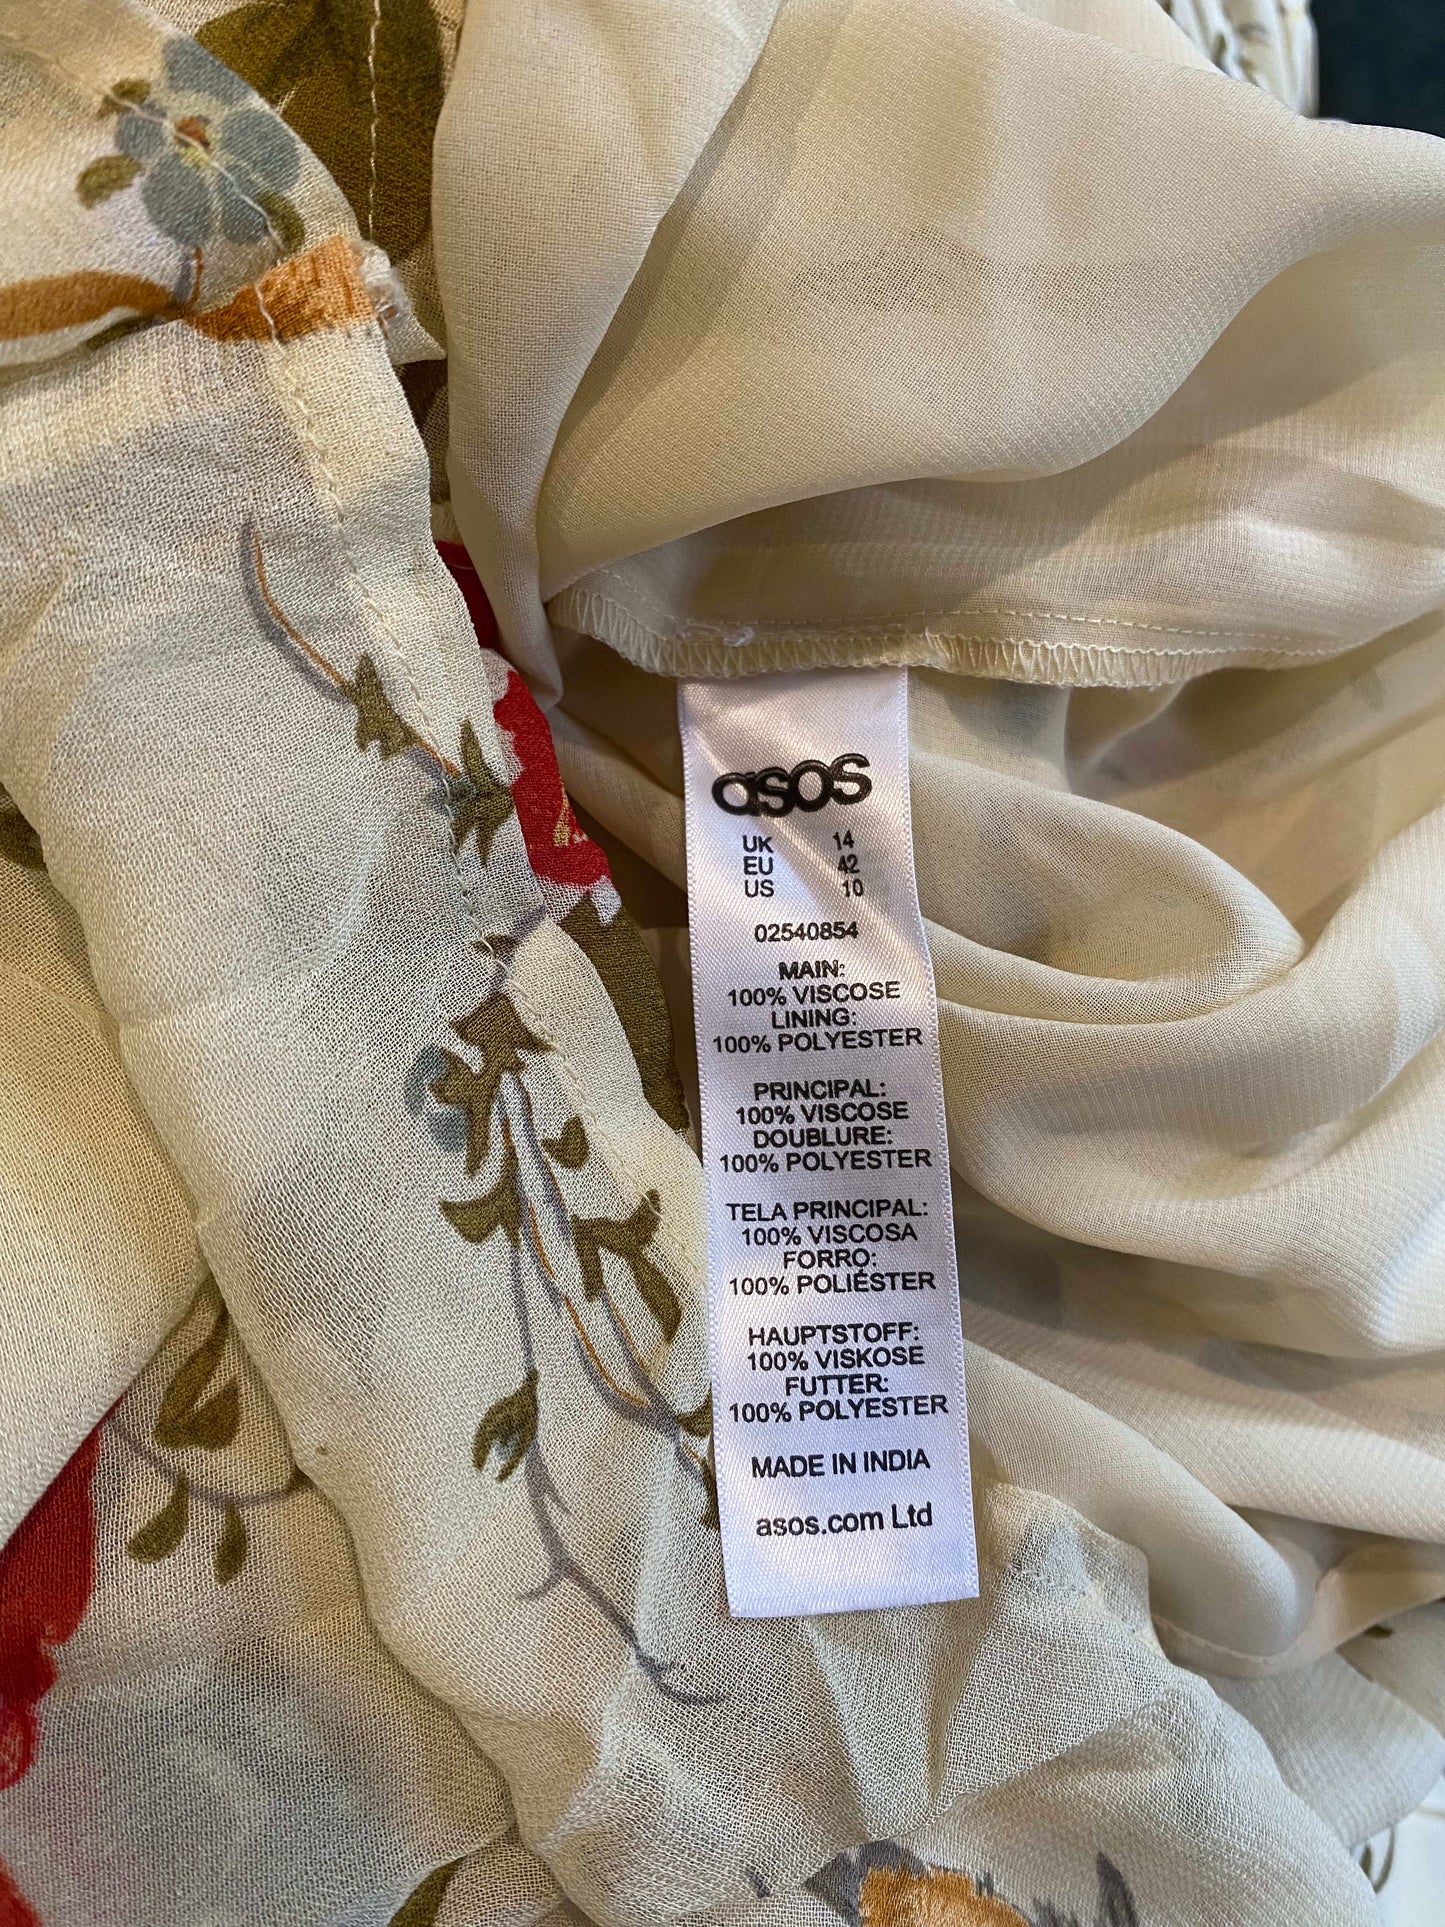 asos
UK 14
EU 42
US 10
02540854
MAIN:
100% VISCOSE
LINING:
100% POLYESTER
PRINCIPAL:
100% VISCOSE
DOUBLURE:
100% POLYESTER
TELA PRINCIPAL:
100% VISCOSA
FORRO:
100% POLIÉSTER
HAUPTSTOFF:
100% VISKOSE
FUTTER:
100% POLYESTER
MADE IN INDIA
asos.com Ltd